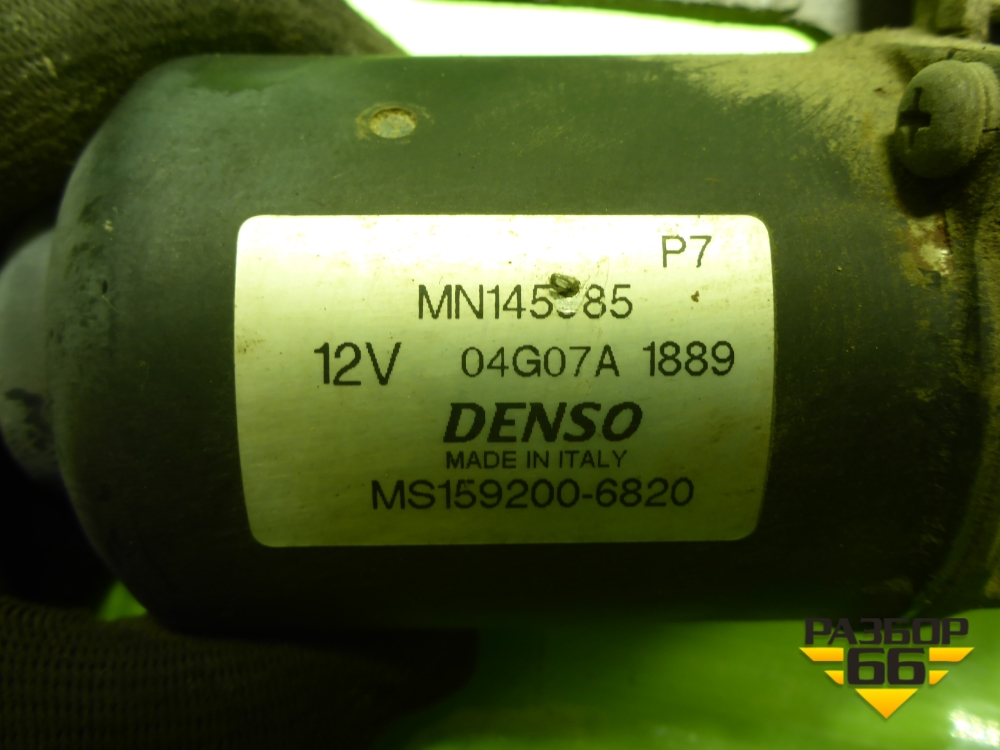 P7
12V 04G07A 1889
DENSO
MADE IN ITALY
MS159200-6820
РАЗБОР
66